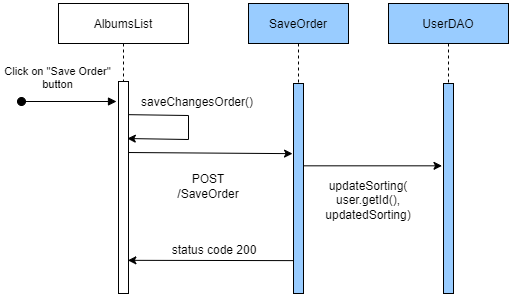 AlbumsList
SaveOrder
UserDAO
Click on "Save Order"
button
saveChangesOrder()
POST
/SaveOrder
updateSorting(
user.getId(),
updatedSorting)
status code 200